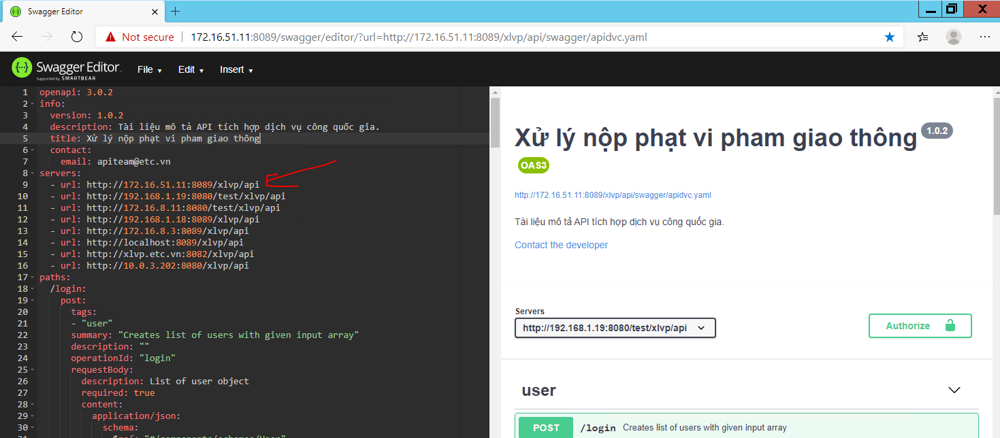 Swagger Editor
Not secure
172.16.51.11:8089/swagger/editor/?url=http://172.16.51.11:8089/xlvp/api/swagger/apidvc.yaml
Swagger Editor
Supported by SMARTBEAR
File Edit Insert
1 openapi: 3.0.2
2 info:
3 version: 1.0.2
4 description: Tài liệu mô tả API tích hợp dịch vụ công quốc gia.
5 title: Xử lý nộp phạt vi phạm giao thông
6 contact:
7 email: apiteam@etc.vn
8 servers:
9 - url: http://172.16.51.11:8089/xlvp/api
10 - url: http://192.168.1.19:8080/test/xlvp/api
11 - url: http://172.16.8.11:8080/test/xlvp/api
12 - url: http://192.168.1.18:8089/xlvp/api
13 - url: http://172.16.8.3:8089/xlvp/api
14 - url: http://localhost:8089/xlvp/api
15 - url: http://xlvp.etc.vn:8082/xlvp/api
16 - url: http://10.0.3.202:8080/xlvp/api
17 paths:
18 /login:
19 post:
20 tags:
21 - "user"
22 summary: "Creates list of users with given input array"
23 description: ""
24 operationId: "login"
25 requestBody:
26 description: List of user object
27 required: true
28 content:
29 application/json:
30 schema:
31 $ref: "#/components/schemas/User"
Xử lý nộp phạt vi phạm giao thông 1.0.2
OAS3
http://172.16.51.11:8089/xlvp/api/swagger/apidvc.yaml
Tài liệu mô tả API tích hợp dịch vụ công quốc gia.
Contact the developer
Servers
http://192.168.1.19:8080/test/xlvp/api
Authorize
user
POST /login Creates list of users with given input array